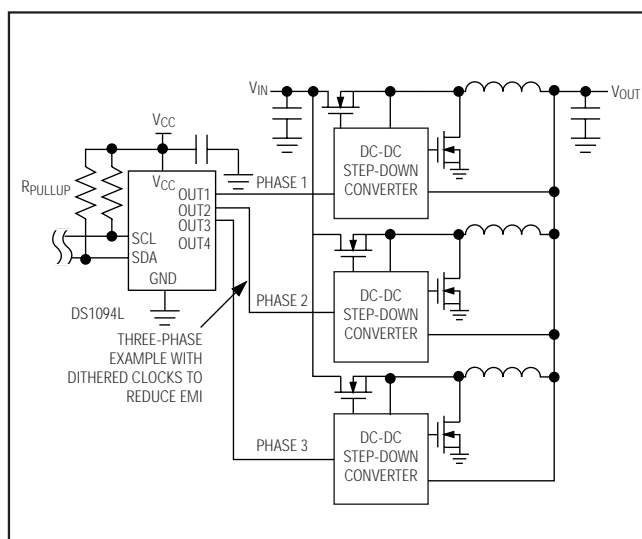 VIN
VOUT
VCC
RPULLUP
VCC
OUT1
OUT2
OUT3
OUT4
SCL
SDA
GND
DS1094L
THREE-PHASE
EXAMPLE WITH
DITHERED CLOCKS TO
REDUCE EMI
PHASE 1
DC-DC
STEP-DOWN
CONVERTER
PHASE 2
DC-DC
STEP-DOWN
CONVERTER
PHASE 3
DC-DC
STEP-DOWN
CONVERTER